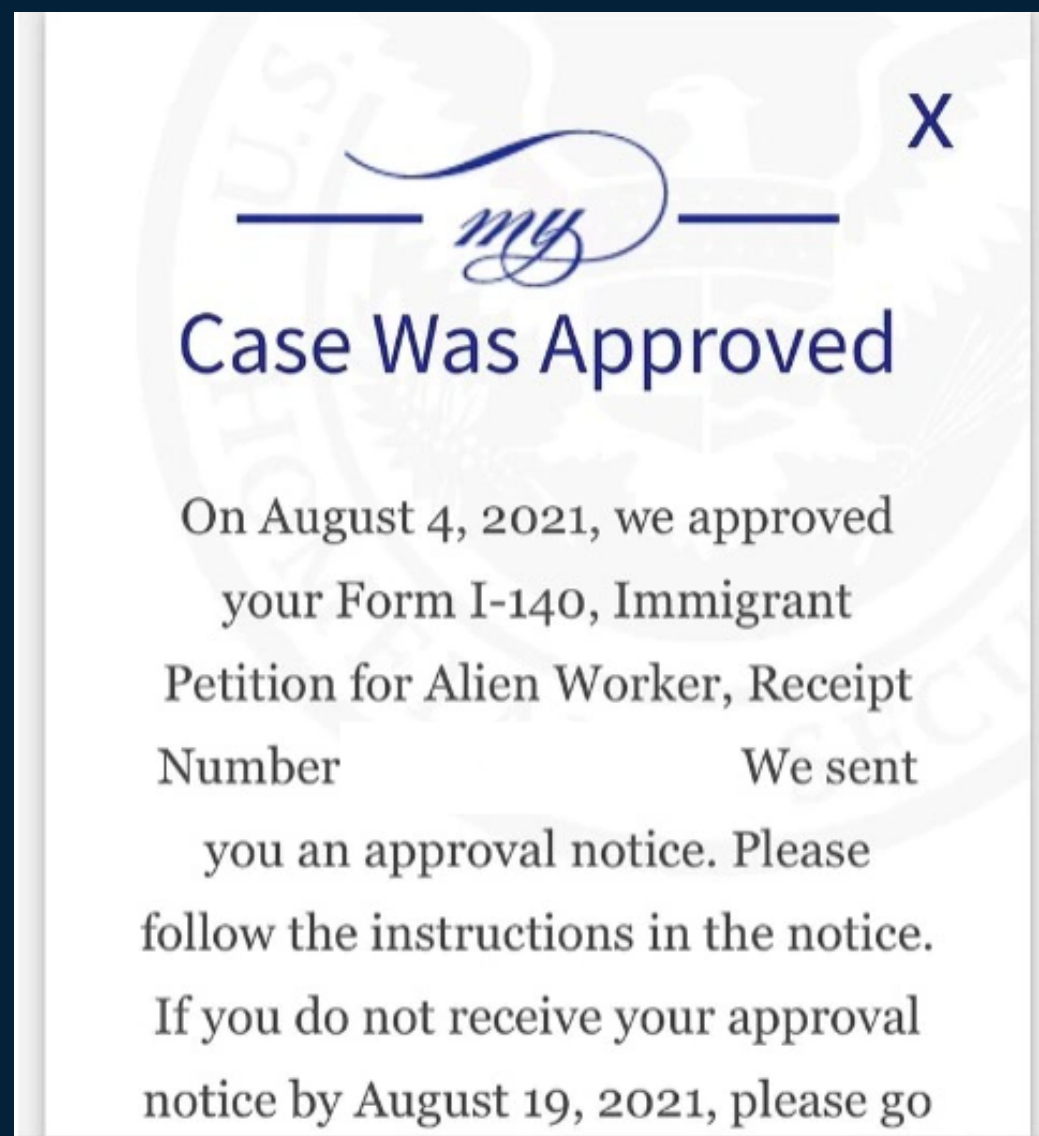 X
my
Case Was Approved
On August 4, 2021, we approved
your Form I-140, Immigrant
Petition for Alien Worker, Receipt
Number We sent
you an approval notice. Please
follow the instructions in the notice.
If you do not receive your approval
notice by August 19, 2021, please go